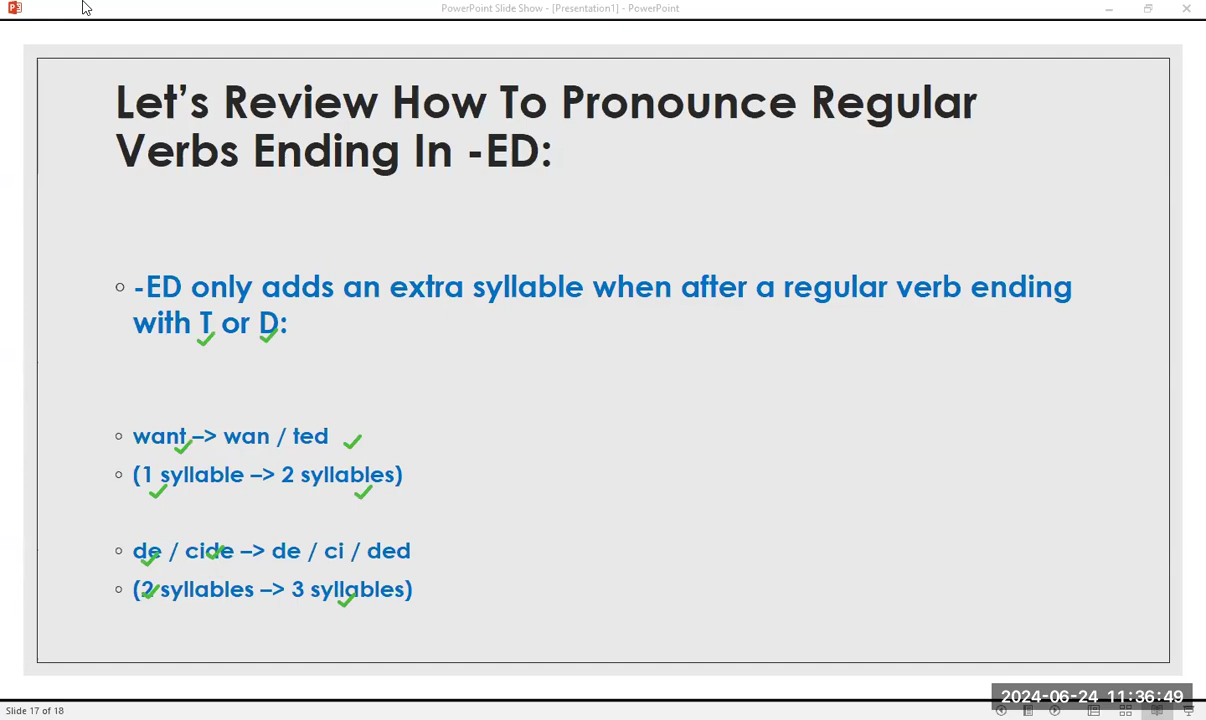 PowerPoint Slide Show - [Presentation1] - PowerPoint
Let's Review How To Pronounce Regular
Verbs Ending In -ED:
-ED only adds an extra syllable when after a regular verb ending
with T or D:
want –> wan / ted
(1 syllable –> 2 syllables)
de / cide –> de / ci / ded
(2 syllables –> 3 syllables)
2024-06-24 11:36:49
Slide 17 of 18